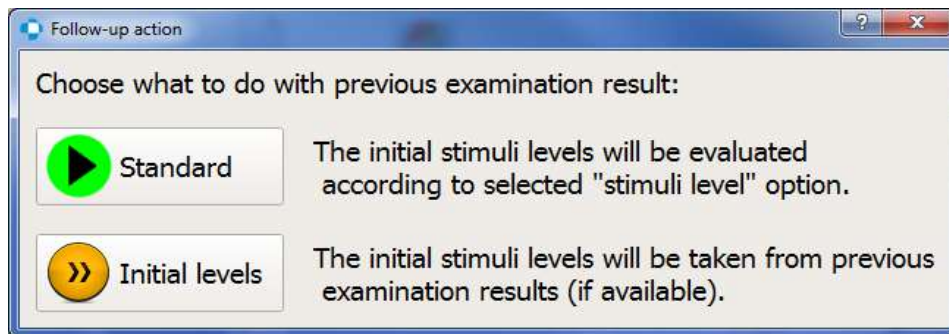 Follow-up action
Choose what to do with previous examination result:
Standard
The initial stimuli levels will be evaluated
according to selected "stimuli level" option.
Initial levels
The initial stimuli levels will be taken from previous
examination results (if available).